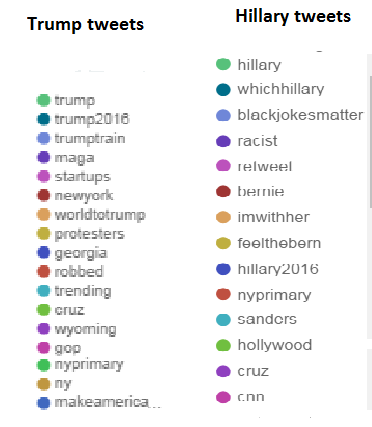 Trump tweets
trump
trump2016
trumptrain
maga
startups
newyork
worldtotrump
protesters
georgia
robbed
trending
cruz
wyoming
gop
nyprimary
ny
makeamerica...
Hillary tweets
hillary
whichhillary
blackjokesmatter
racist
retweet
bernie
imwithher
feelthebern
hillary2016
nyprimary
sanders
hollywood
cruz
cnn